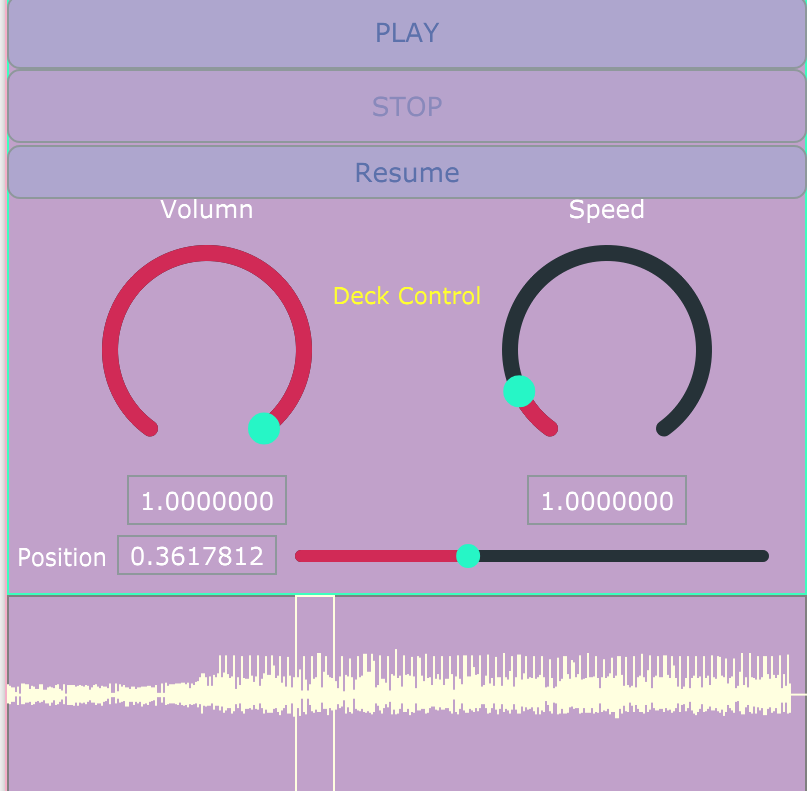 PLAY
STOP
Resume
Volumn
Speed
Deck Control
1.0000000
1.0000000
Position
0.3617812